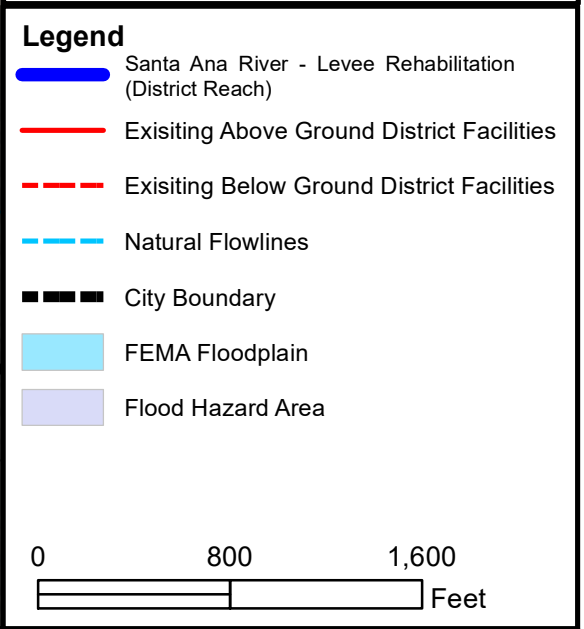 Legend
Santa Ana River - Levee Rehabilitation
(District Reach)
Exisiting Above Ground District Facilities
Exisiting Below Ground District Facilities
Natural Flowlines
City Boundary
FEMA Floodplain
Flood Hazard Area
0 800 1,600
Feet